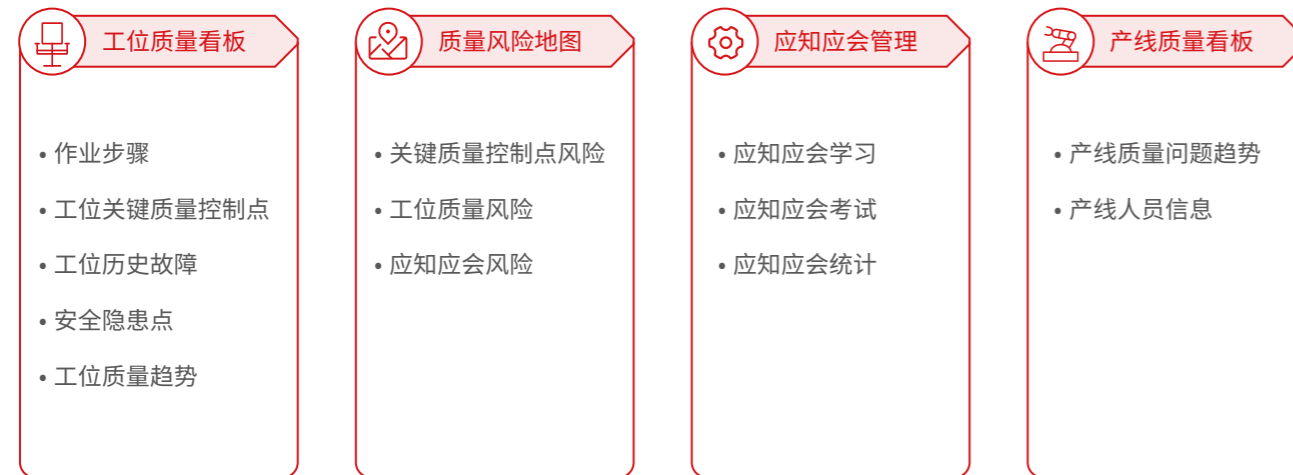 工位质量看板
• 作业步骤
• 工位关键质量控制点
• 工位历史故障
• 安全隐患点
• 工位质量趋势
质量风险地图
• 关键质量控制点风险
• 工位质量风险
• 应知应会风险
应知应会管理
• 应知应会学习
• 应知应会考试
• 应知应会统计
产线质量看板
• 产线质量问题趋势
• 产线人员信息